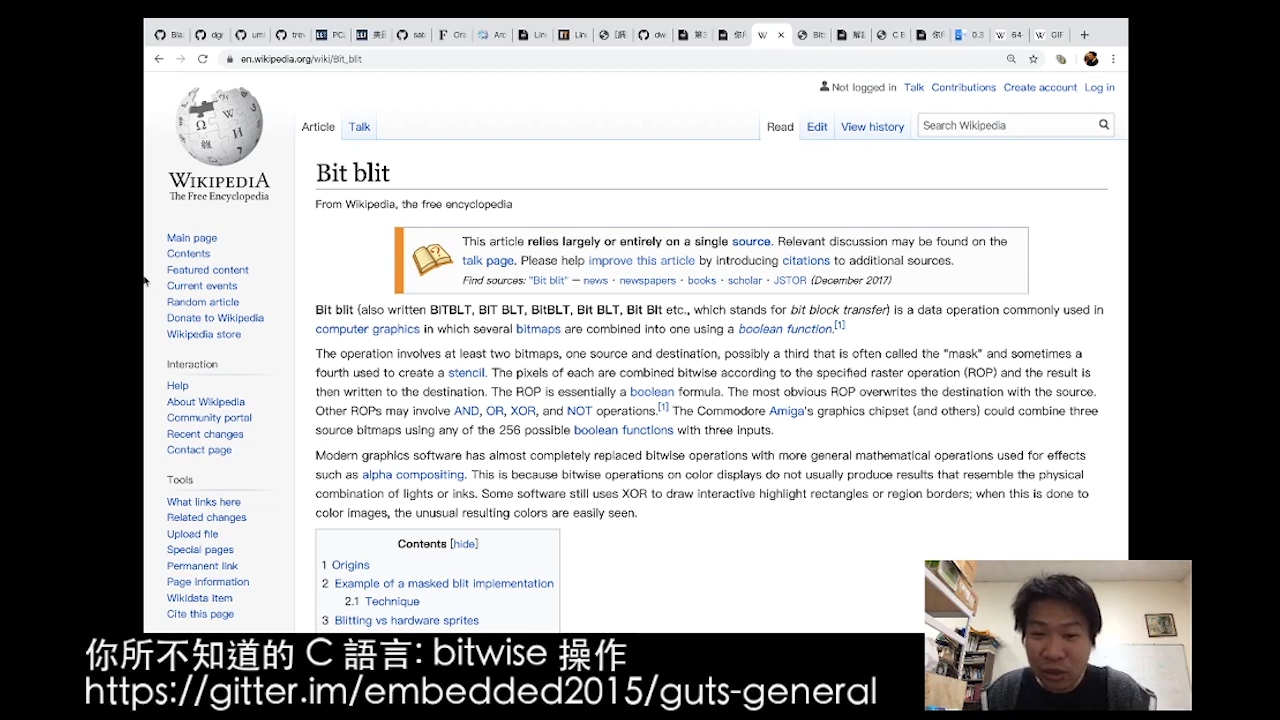 en.wikipedia.org/wiki/Bit_blit
Not logged in Talk Contributions Create account Log in
Article Talk Read Edit View history Search Wikipedia
WIKIPEDIA
The Free Encyclopedia
Main page
Contents
Featured content
Current events
Random article
Donate to Wikipedia
Wikipedia store
Interaction
Help
About Wikipedia
Community portal
Recent changes
Contact page
Tools
What links here
Related changes
Upload file
Special pages
Permanent link
Page information
Wikidata item
Cite this page
Bit blit
From Wikipedia, the free encyclopedia
This article relies largely or entirely on a single source. Relevant discussion may be found on the
talk page. Please help improve this article by introducing citations to additional sources.
Find sources: "Bit blit" – news · newspapers · books · scholar · JSTOR (December 2017)
Bit blit (also written BITBLT, BIT BLT, BitBLT, Bit BLT, Bit Blt etc., which stands for bit block transfer) is a data operation commonly used in
computer graphics in which several bitmaps are combined into one using a boolean function.[1]
The operation involves at least two bitmaps, one source and destination, possibly a third that is often called the "mask" and sometimes a
fourth used to create a stencil. The pixels of each are combined bitwise according to the specified raster operation (ROP) and the result is
then written to the destination. The ROP is essentially a boolean formula. The most obvious ROP overwrites the destination with the source.
Other ROPs may involve AND, OR, XOR, and NOT operations.[1] The Commodore Amiga's graphics chipset (and others) could combine three
source bitmaps using any of the 256 possible boolean functions with three inputs.
Modern graphics software has almost completely replaced bitwise operations with more general mathematical operations used for effects
such as alpha compositing. This is because bitwise operations on color displays do not usually produce results that resemble the physical
combination of lights or inks. Some software still uses XOR to draw interactive highlight rectangles or region borders; when this is done to
color images, the unusual resulting colors are easily seen.
Contents [hide]
1 Origins
2 Example of a masked blit implementation
2.1 Technique
3 Blitting vs hardware sprites
你所不知道的 C 語言: bitwise 操作
https://gitter.im/embedded2015/guts-general